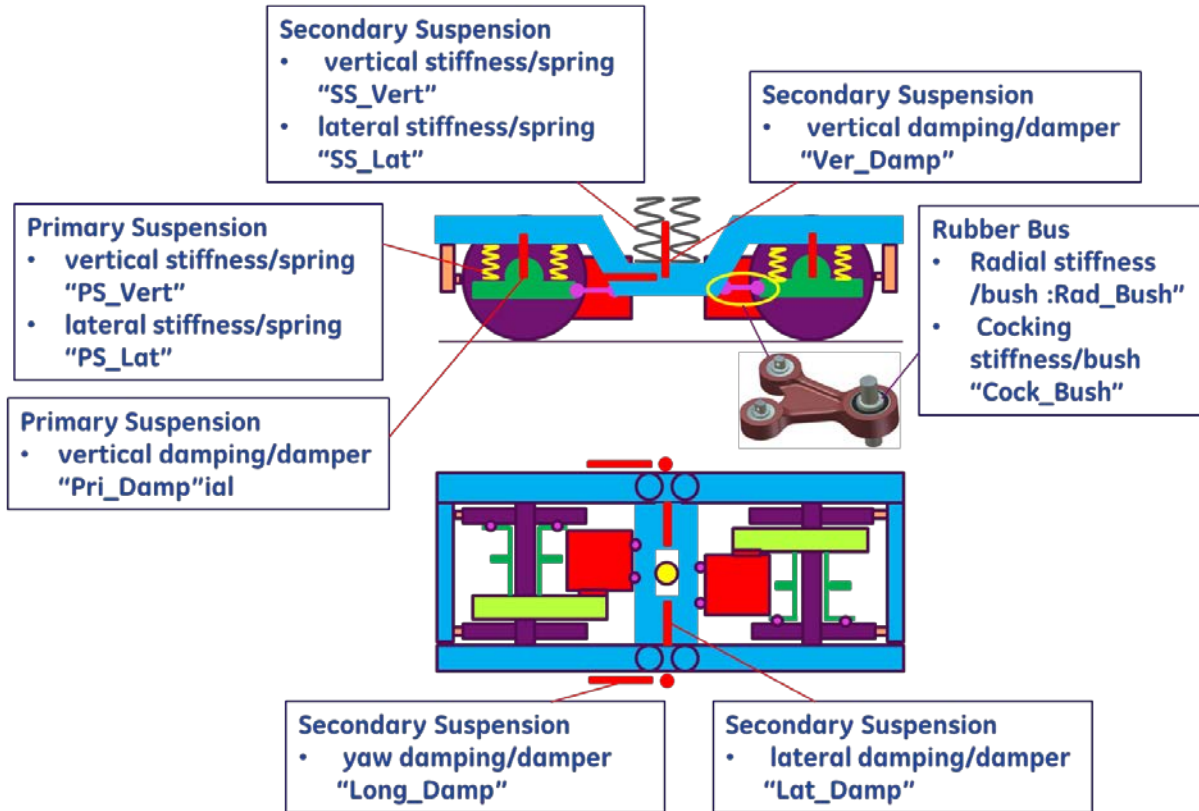 Secondary Suspension
• vertical stiffness/spring
“SS_Vert”
• lateral stiffness/spring
“SS_Lat”
Secondary Suspension
• vertical damping/damper
“Ver_Damp”
Primary Suspension
• vertical stiffness/spring
“PS_Vert”
• lateral stiffness/spring
“PS_Lat”
Rubber Bus
• Radial stiffness
/bush :Rad_Bush”
• Cocking
stiffness/bush
“Cock_Bush”
Primary Suspension
• vertical damping/damper
“Pri_Damp”ial
Secondary Suspension
• yaw damping/damper
“Long_Damp”
Secondary Suspension
• lateral damping/damper
“Lat_Damp”